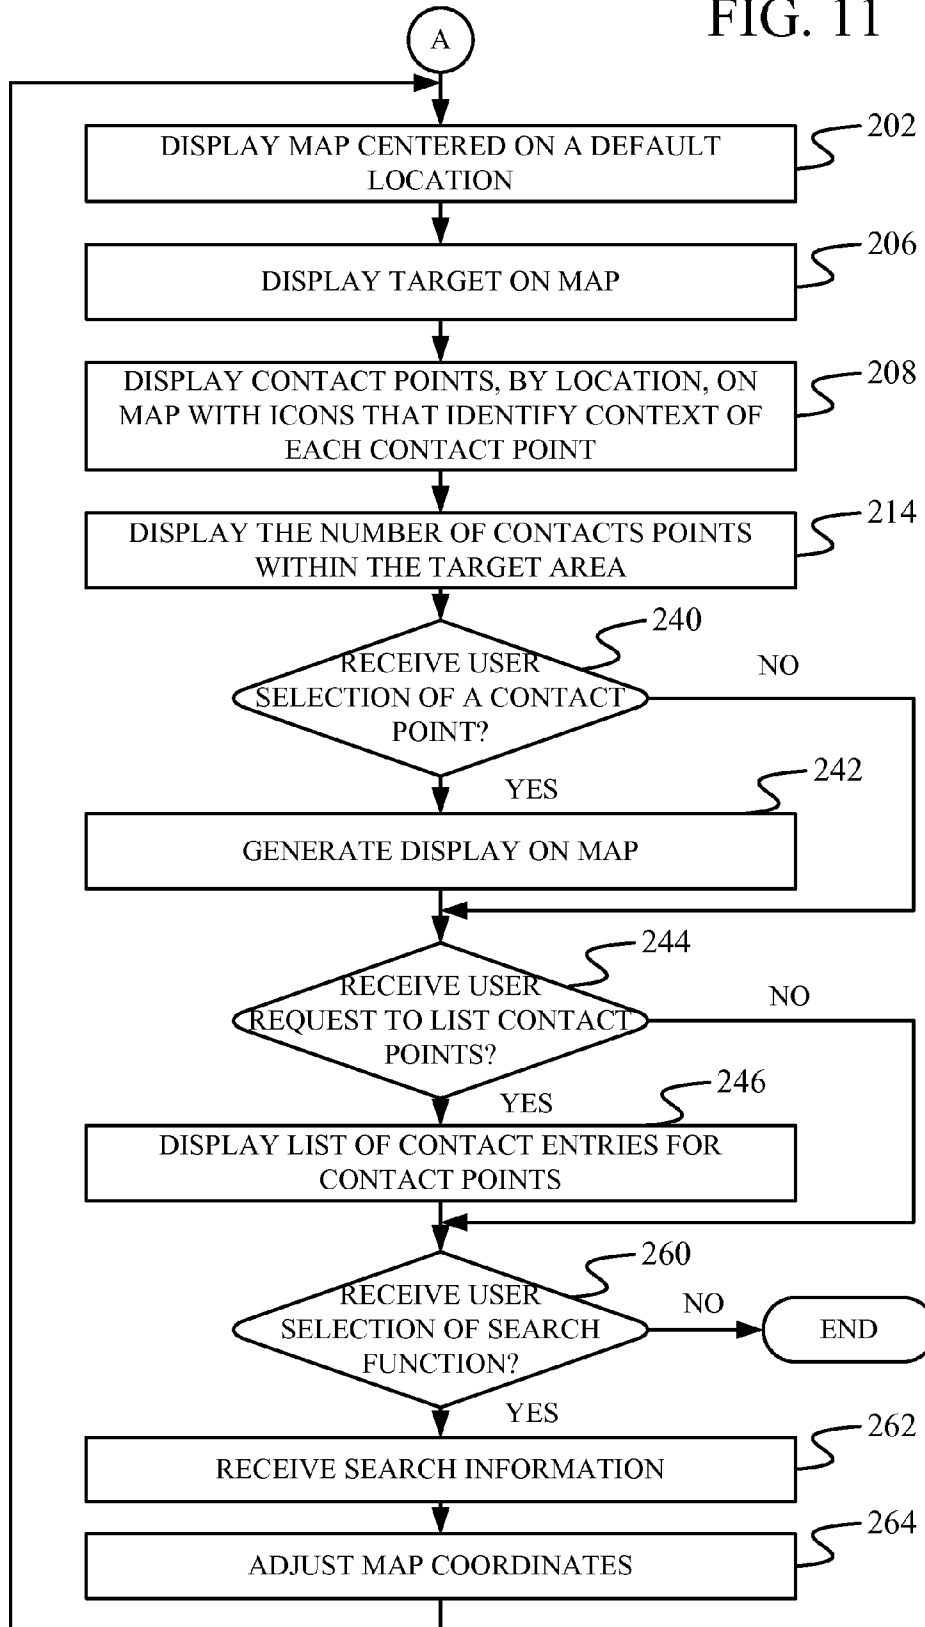 FIG. 11
A
DISPLAY MAP CENTERED ON A DEFAULT
LOCATION
202
DISPLAY TARGET ON MAP
206
DISPLAY CONTACT POINTS, BY LOCATION, ON
MAP WITH ICONS THAT IDENTIFY CONTEXT OF
EACH CONTACT POINT
208
DISPLAY THE NUMBER OF CONTACTS POINTS
WITHIN THE TARGET AREA
214
240
RECEIVE USER
SELECTION OF A CONTACT
POINT?
NO
YES
242
GENERATE DISPLAY ON MAP
244
RECEIVE USER
REQUEST TO LIST CONTACT
POINTS?
NO
YES
246
DISPLAY LIST OF CONTACT ENTRIES FOR
CONTACT POINTS
260
RECEIVE USER
SELECTION OF SEARCH
FUNCTION?
NO
END
YES
262
RECEIVE SEARCH INFORMATION
264
ADJUST MAP COORDINATES